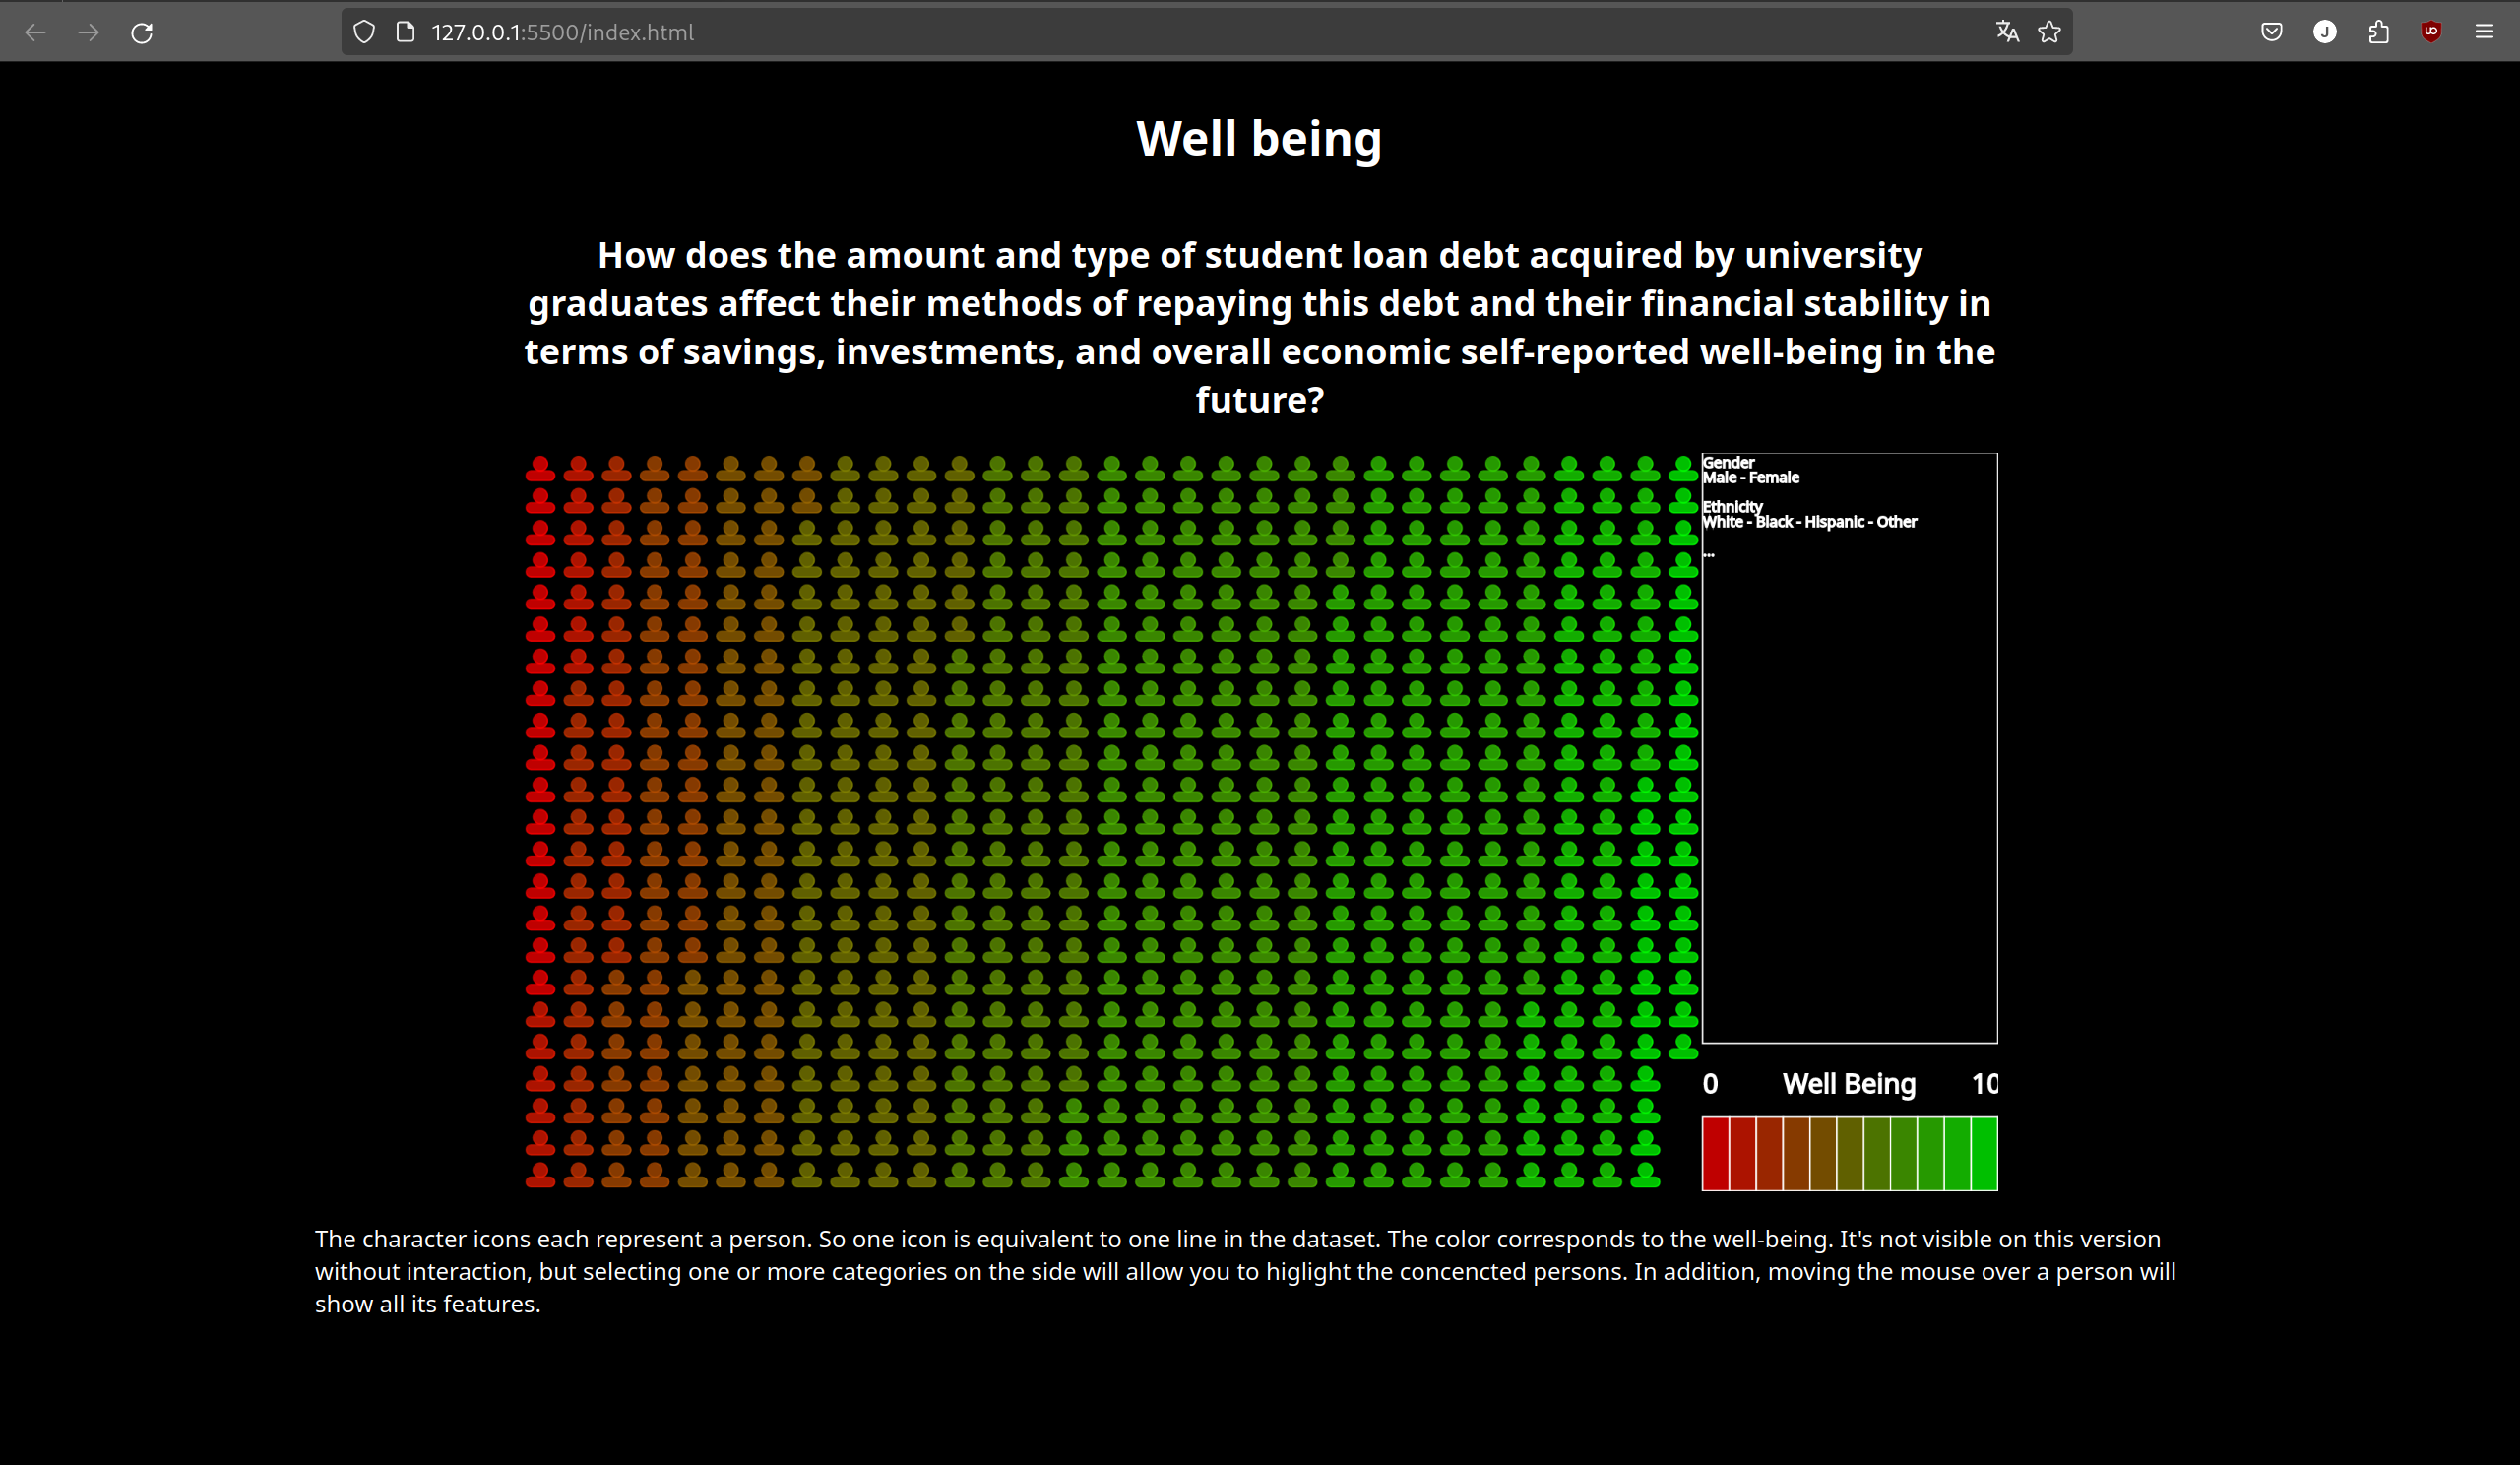 127.0.0.1:5500/index.html
J
Well being
How does the amount and type of student loan debt acquired by university
graduates affect their methods of repaying this debt and their financial stability in
terms of savings, investments, and overall economic self-reported well-being in the
future?
Gender
Male - Female
Ethnicity
White - Black - Hispanic - Other
...
0 Well Being 10
The character icons each represent a person. So one icon is equivalent to one line in the dataset. The color corresponds to the well-being. It's not visible on this version
without interaction, but selecting one or more categories on the side will allow you to higlight the concencted persons. In addition, moving the mouse over a person will
show all its features.